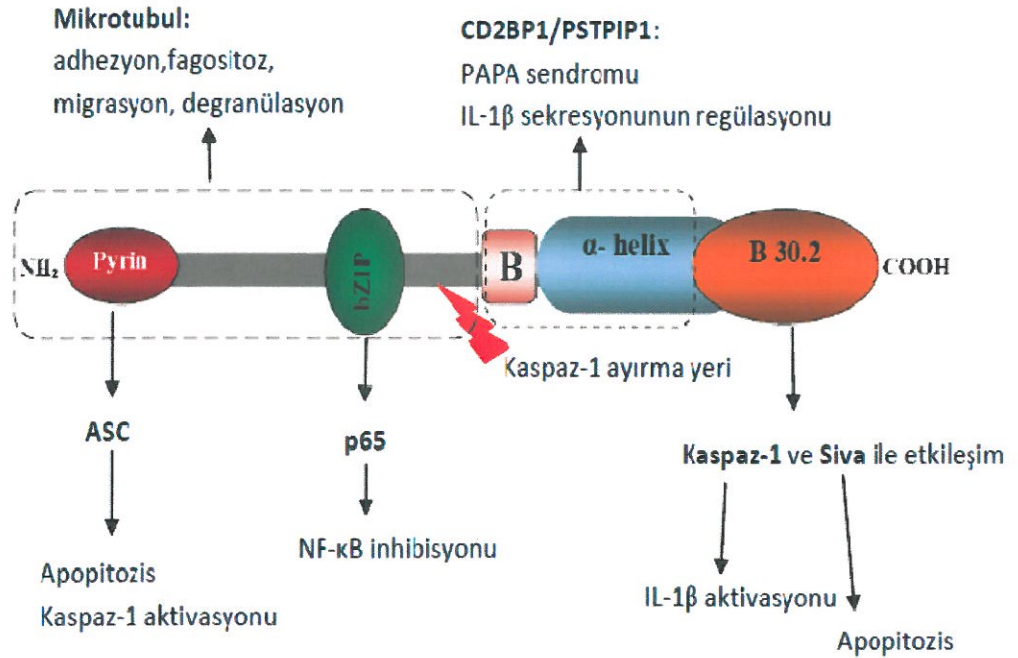 Mikrotubul:
adhezyon,fagositoz,
migrasyon, degranülasyon
CD2BP1/PSTPIP1:
PAPA sendromu
IL-1β sekresyonunun regülasyonu
NH₂
Pyrin
bZIP
B
α- helix
B 30.2
COOH
Kaspaz-1 ayırma yeri
ASC
p65
Kaspaz-1 ve Siva ile etkileşim
NF-κB inhibisyonu
Apopitozis
Kaspaz-1 aktivasyonu
IL-1β aktivasyonu
Apopitozis